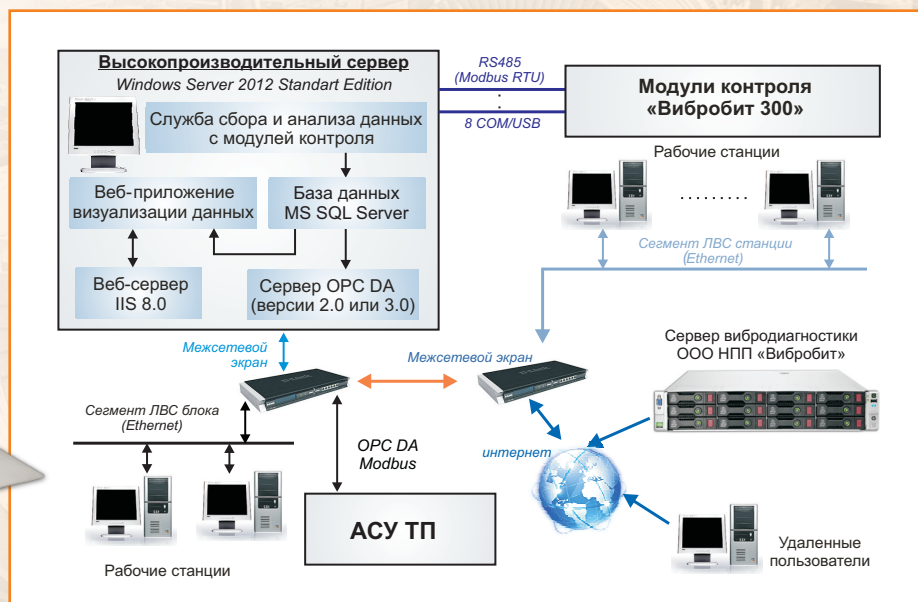 Высокопроизводительный сервер
Windows Server 2012 Standart Edition
Служба сбора и анализа данных
с модулей контроля
Веб-приложение
визуализации данных
База данных
MS SQL Server
Веб-сервер
IIS 8.0
Сервер OPC DA
(версии 2.0 или 3.0)
RS485
(Modbus RTU)
8 COM/USB
Модули контроля
«Вибробит 300»
Рабочие станции
Сегмент ЛВС станции
(Ethernet)
Межсетевой
экран
Межсетевой экран
Сервер вибродиагностики
ООО НПП «Вибробит»
Сегмент ЛВС блока
(Ethernet)
OPC DA
Modbus
интернет
АСУ ТП
Рабочие станции
Удаленные
пользователи